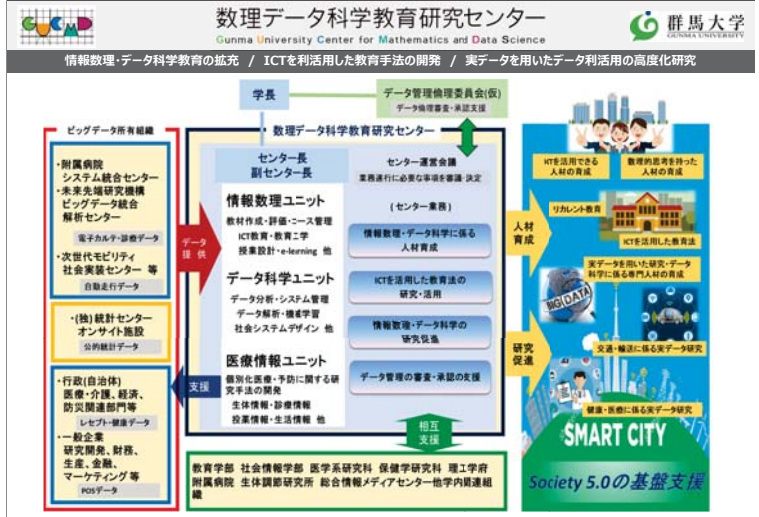 GUCMD
数理データ科学教育研究センター
Gunma University Center for Mathematics and Data Science
群馬大学
GUNMA UNIVERSITY
情報数理・データ科学教育の拡充 / ICTを利活用した教育手法の開発 / 実データを用いたデータ利活用の高度化研究
学長
データ管理倫理委員会(仮)
データ倫理審査・承認支援
ビッグデータ所有組織
・附属病院
システム統合センター
・未来先端研究機構
ビッグデータ統合
解析センター
電子カルテ・診療データ
・次世代モビリティ
社会実装センター 等
自動走行データ
・(独)統計センター
オンサイト施設
公的統計データ
・行政(自治体)
医療・介護、経済、
防災関連部門等
レセプト・健康データ
・一般企業
研究開発、財務、
生産、金融、
マーケティング 等
POSデータ
データ
提供
支援
数理データ科学教育研究センター
センター長
副センター長
情報数理ユニット
教材作成・評価・コース管理
ICT教育・教育工学
授業設計・e-learning 他
データ科学ユニット
データ分析・システム管理
データ解析・機械学習
社会システムデザイン 他
医療情報ユニット
個別化医療・予防に関する研
究手法の開発
生体情報・診療情報
投薬情報・生活情報 他
センター運営会議
業務遂行に必要な事項を審議・決定
(センター業務)
情報数理・データ科学に係る
人材育成
ICTを活用した教育法の
研究・活用
情報数理・データ科学の
研究促進
データ管理の審査・承認の支援
相互
支援
教育学部 社会情報学部 医学系研究科 保健学研究科 理工学府
附属病院 生体調節研究所 総合情報メディアセンター他学内関連組
織
人材
育成
研究
促進
ICTを活用できる
人材の育成
数理的思考を持った
人材の育成
リカレント教育
ICTを活用した教育法
実データを用いた研究・データ
科学に係る専門人材の育成
BIG DATA
交通・輸送に係る実データ研究
健康・医療に係る実データ研究
SMART CITY
Society 5.0の基盤支援